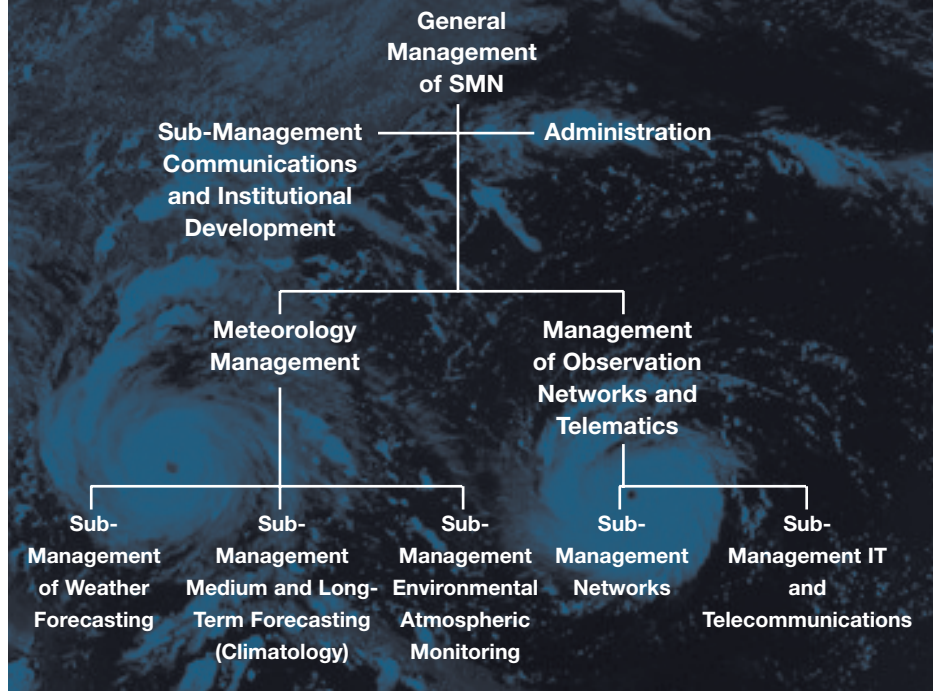 General
Management
of SMN
Sub-Management
Communications
and Institutional
Development
Administration
Meteorology
Management
Management
of Observation
Networks and
Telematics
Sub-
Management
of Weather
Forecasting
Sub-
Management
Medium and Long-
Term Forecasting
(Climatology)
Sub-
Management
Environmental
Atmospheric
Monitoring
Sub-
Management
Networks
Sub-
Management IT
and
Telecommunications